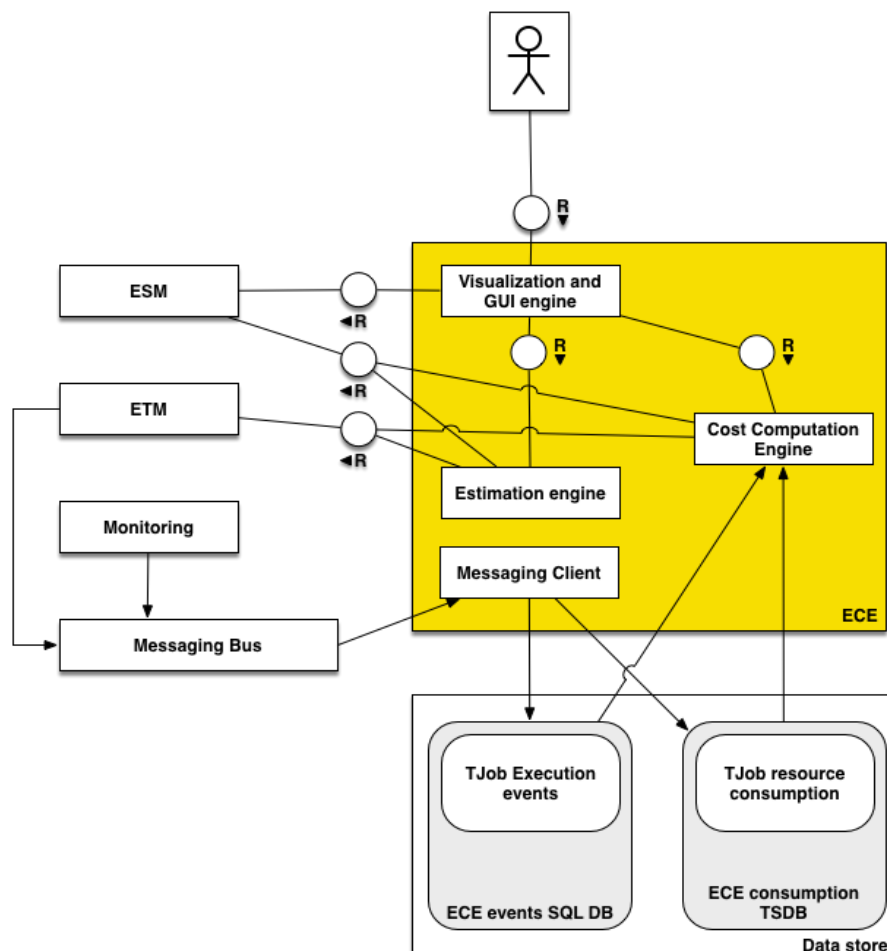 R
ESM
R
Visualization and
GUI engine
R
R
R
ETM
R
Cost Computation
Engine
Estimation engine
Monitoring
Messaging Client
ECE
Messaging Bus
TJob Execution
events
TJob resource
consumption
ECE events SQL DB
ECE consumption
TSDB
Data store